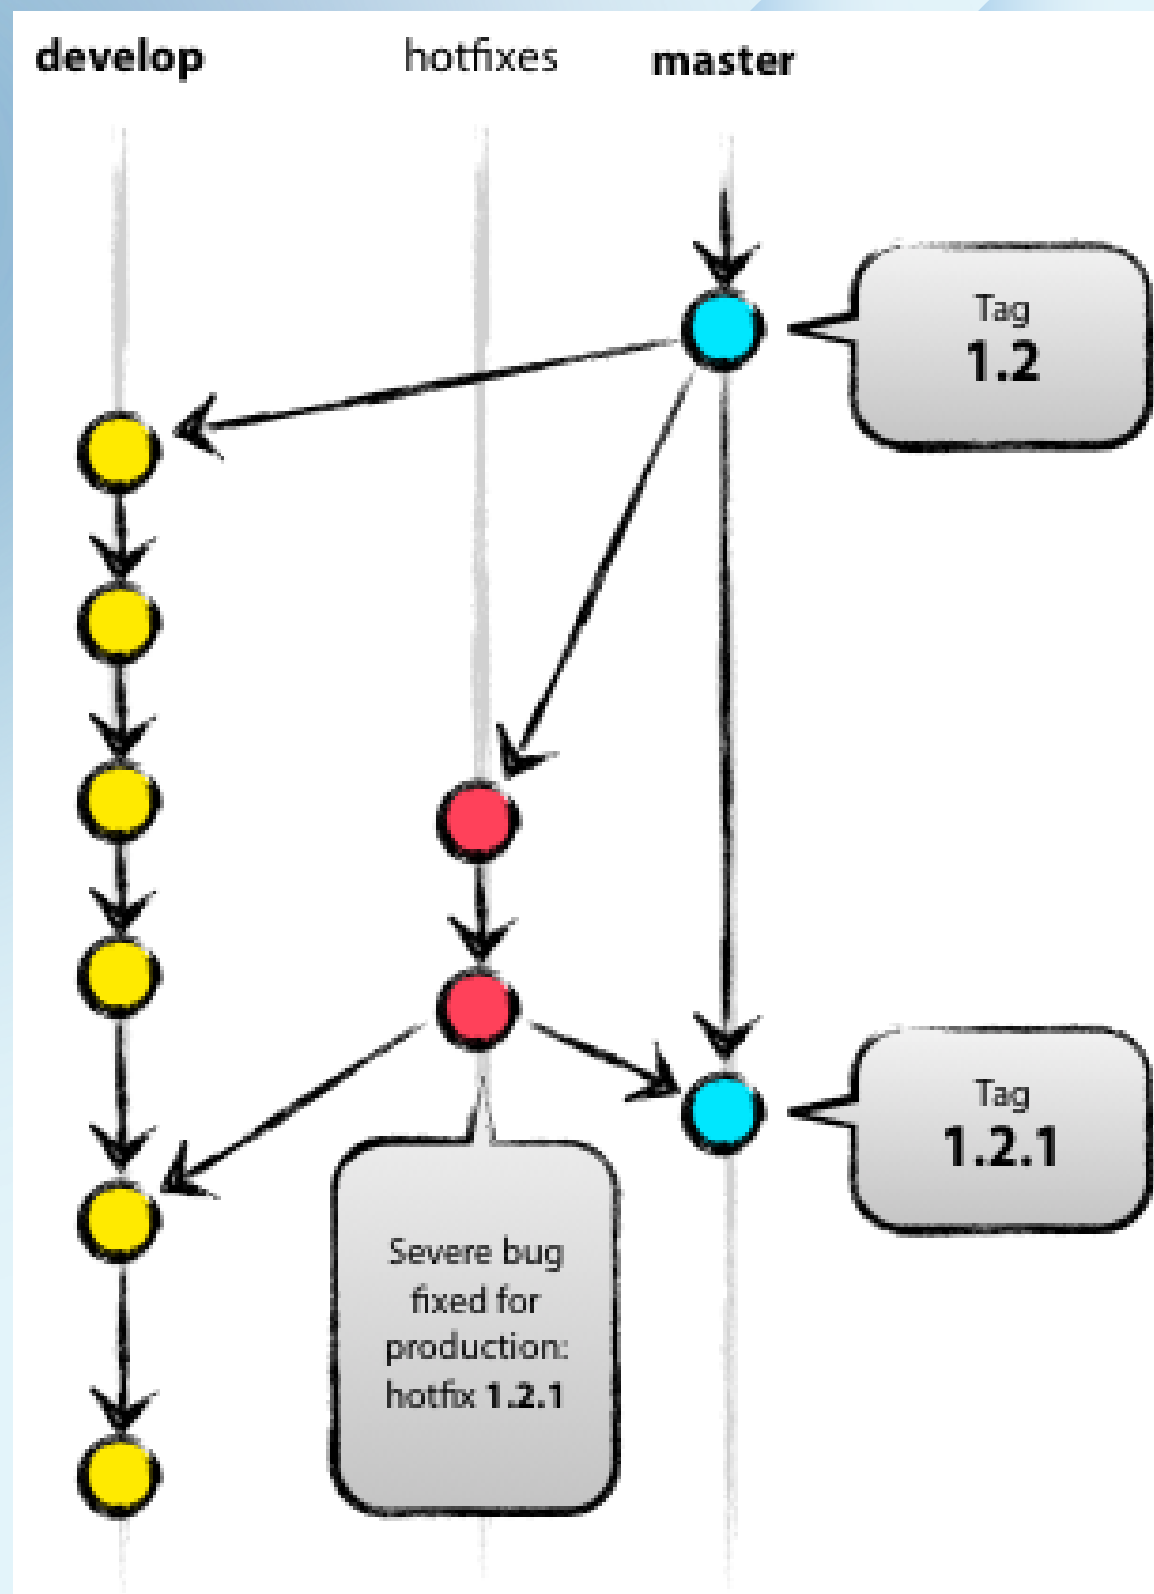 develop
hotfixes
master
Tag
1.2
Tag
1.2.1
Severe bug
fixed for
production:
hotfix 1.2.1